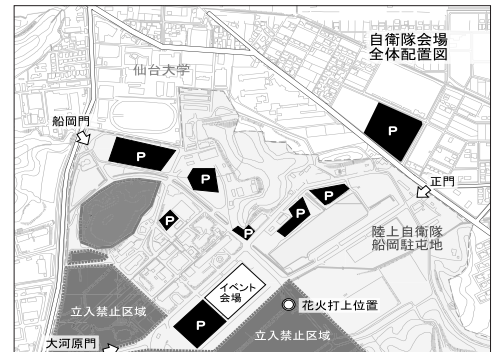 自衛隊会場
全体配置図
仙台大学
船岡門
P
P
P
正門
P
P
P
P
陸上自衛隊
船岡駐屯地
イベント
会場
花火打上位置
立入禁止区域
P
立入禁止区域
大河原門